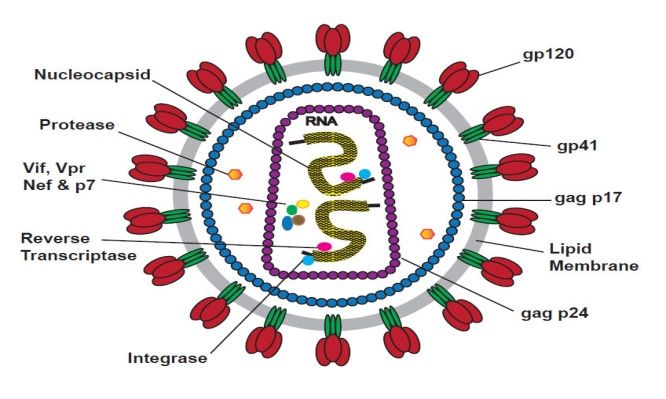 RNA
Nucleocapsid
Protease
Vif, Vpr
Nef & p7
Reverse
Transcriptase
Integrase
gp120
gp41
gag p17
Lipid
Membrane
gag p24